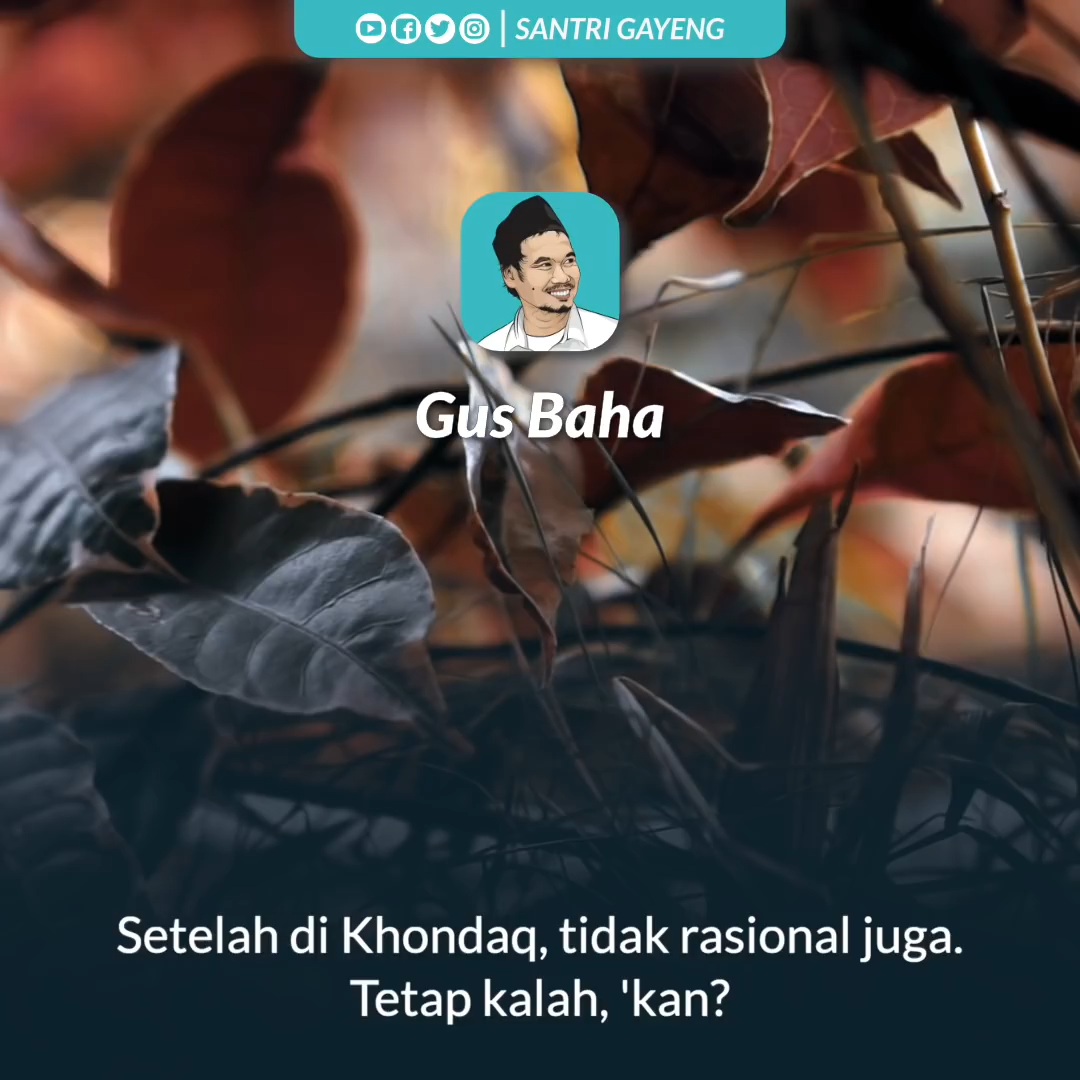 SANTRI GAYENG
Gus Baha
Setelah di Khondaq, tidak rasional juga.
Tetap kalah, 'kan?